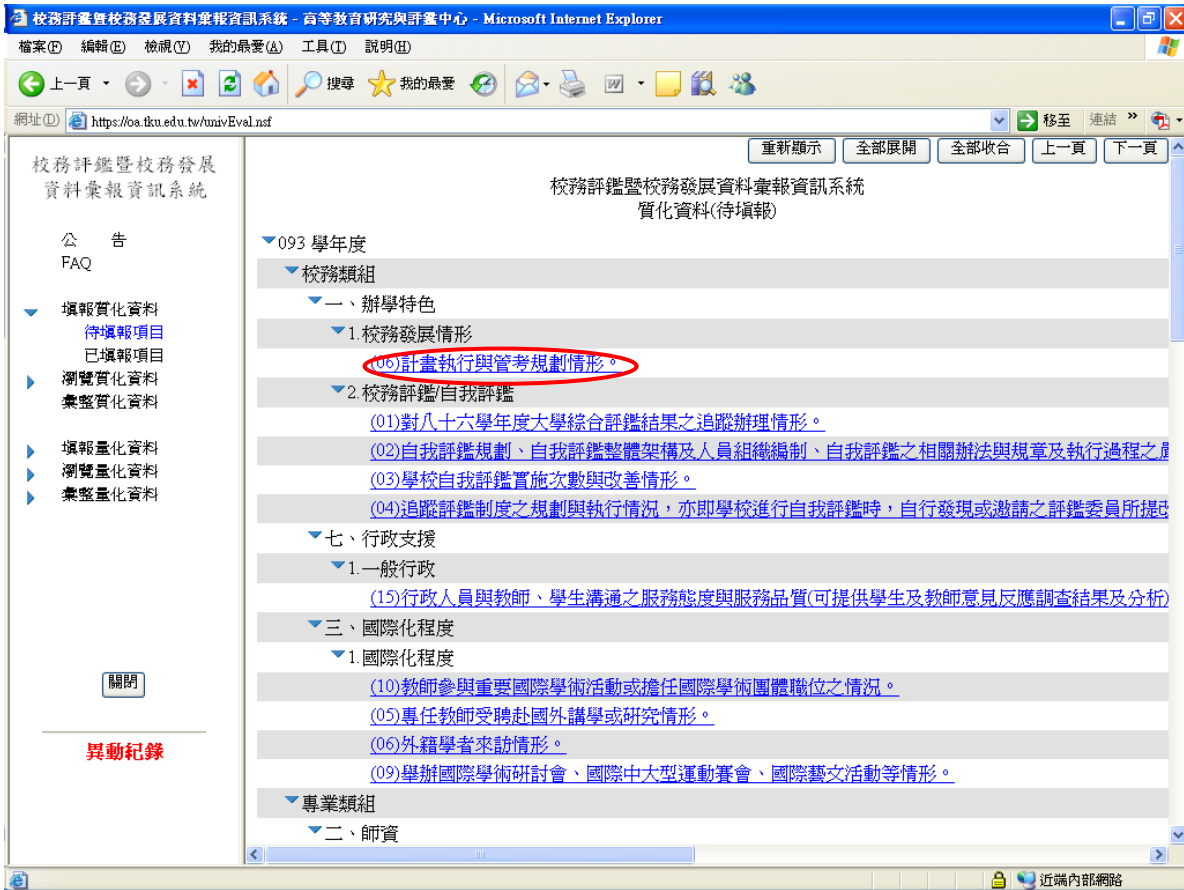 校務評鑑暨校務發展資料彙報資訊系統 - 高等教育研究與評鑑中心 - Microsoft Internet Explorer
檔案(F) 編輯(E) 檢視(V) 我的最愛(A) 工具(T) 說明(H)
上一頁 搜尋 我的最愛
網址(D) https://oa.tku.edu.tw/univEval.nsf 移至 連結 »
校務評鑑暨校務發展
資料彙報資訊系統
公 告
FAQ
填報質化資料
待填報項目
已填報項目
瀏覽質化資料
彙整質化資料
填報量化資料
瀏覽量化資料
彙整量化資料
關閉
異動紀錄
重新顯示 全部展開 全部收合 上一頁 下一頁
校務評鑑暨校務發展資料彙報資訊系統
質化資料(待填報)
093 學年度
校務類組
一、辦學特色
1.校務發展情形
(06)計畫執行與管考規劃情形。
2.校務評鑑/自我評鑑
(01)對八十六學年度大學綜合評鑑結果之追蹤辦理情形。
(02)自我評鑑規劃、自我評鑑整體架構及人員組織編制、自我評鑑之相關辦法與規章及執行過程之
(03)學校自我評鑑實施次數與改善情形。
(04)追蹤評鑑制度之規劃與執行情況，亦即學校進行自我評鑑時，自行發現或邀請之評鑑委員所提
七、行政支援
1.一般行政
(15)行政人員與教師、學生溝通之服務態度與服務品質(可提供學生及教師意見反應調查結果及分析)
三、國際化程度
1.國際化程度
(10)教師參與重要國際學術活動或擔任國際學術團體職位之情況。
(05)專任教師受聘赴國外講學或研究情形。
(06)外籍學者來訪情形。
(09)舉辦國際學術研討會、國際中大型運動賽會、國際藝文活動等情形。
專業類組
二、師資
近端內部網路